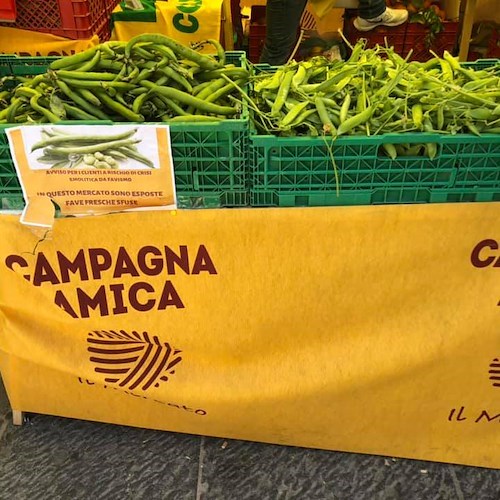 AVVISO PER I CLIENTI A RISCHIO DI CRISI
EMOLITICA DA FAVISMO
IN QUESTO MERCATO SONO ESPOSTE
FAVE FRESCHE SFUSE
CAMPAGNA
AMICA
IL
CA
IL M